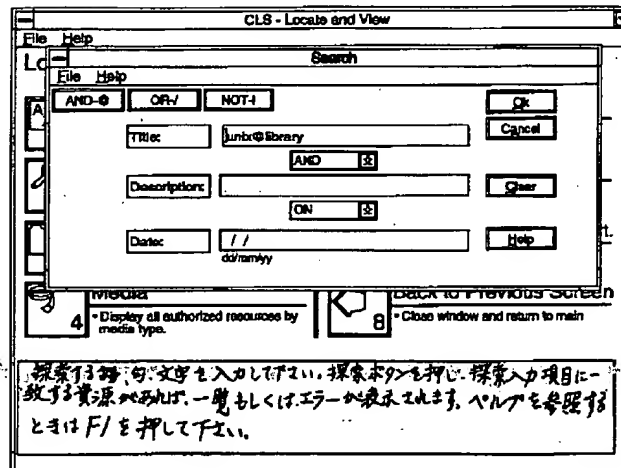 CLS - Locate and View
File Help
Search
File Help
AND-⊕ OR-/ NOT-! Ok
Title: unbr⊕library Cancel
AND
Description: Clear
ON
Date: / / Help
dd/mm/yy
Media Back to Previous Screen
4 • Display all authorized resources by media type. 8 • Close window and return to main
探索する語、句、文字を入力して下さい。探索ボタンを押し、探索入力項目に一
致する資源があれば、一覧もしくはエラーが表示されます。ヘルプを参照する
ときは F1 を押して下さい。